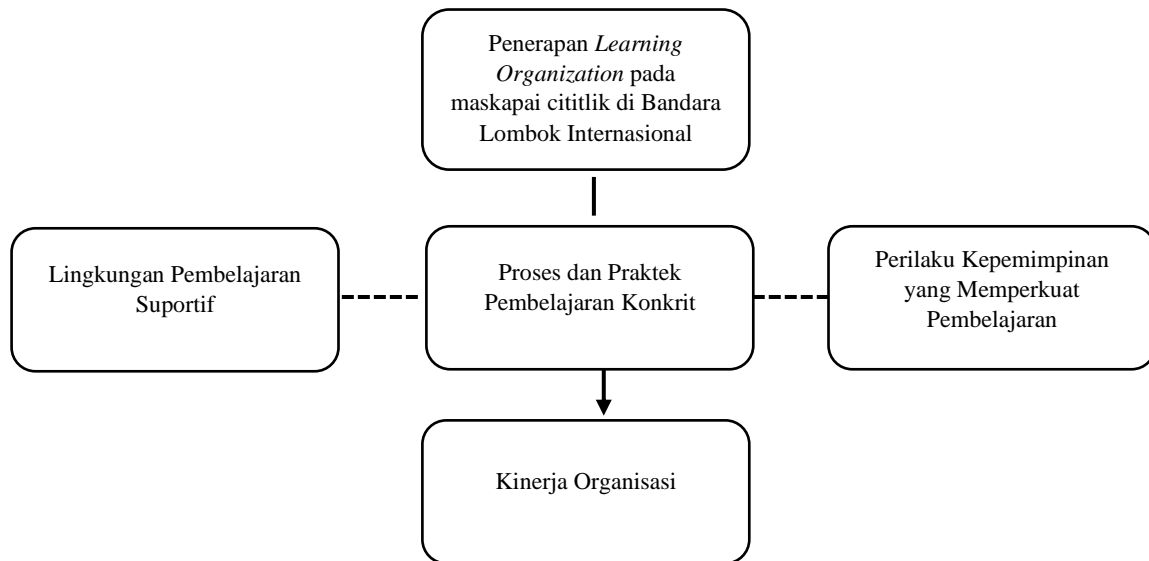 Penerapan Learning
Organization pada
maskapai cititlik di Bandara
Lombok Internasional
Lingkungan Pembelajaran
Suportif
Proses dan Praktek
Pembelajaran Konkrit
Perilaku Kepemimpinan
yang Memperkuat
Pembelajaran
Kinerja Organisasi